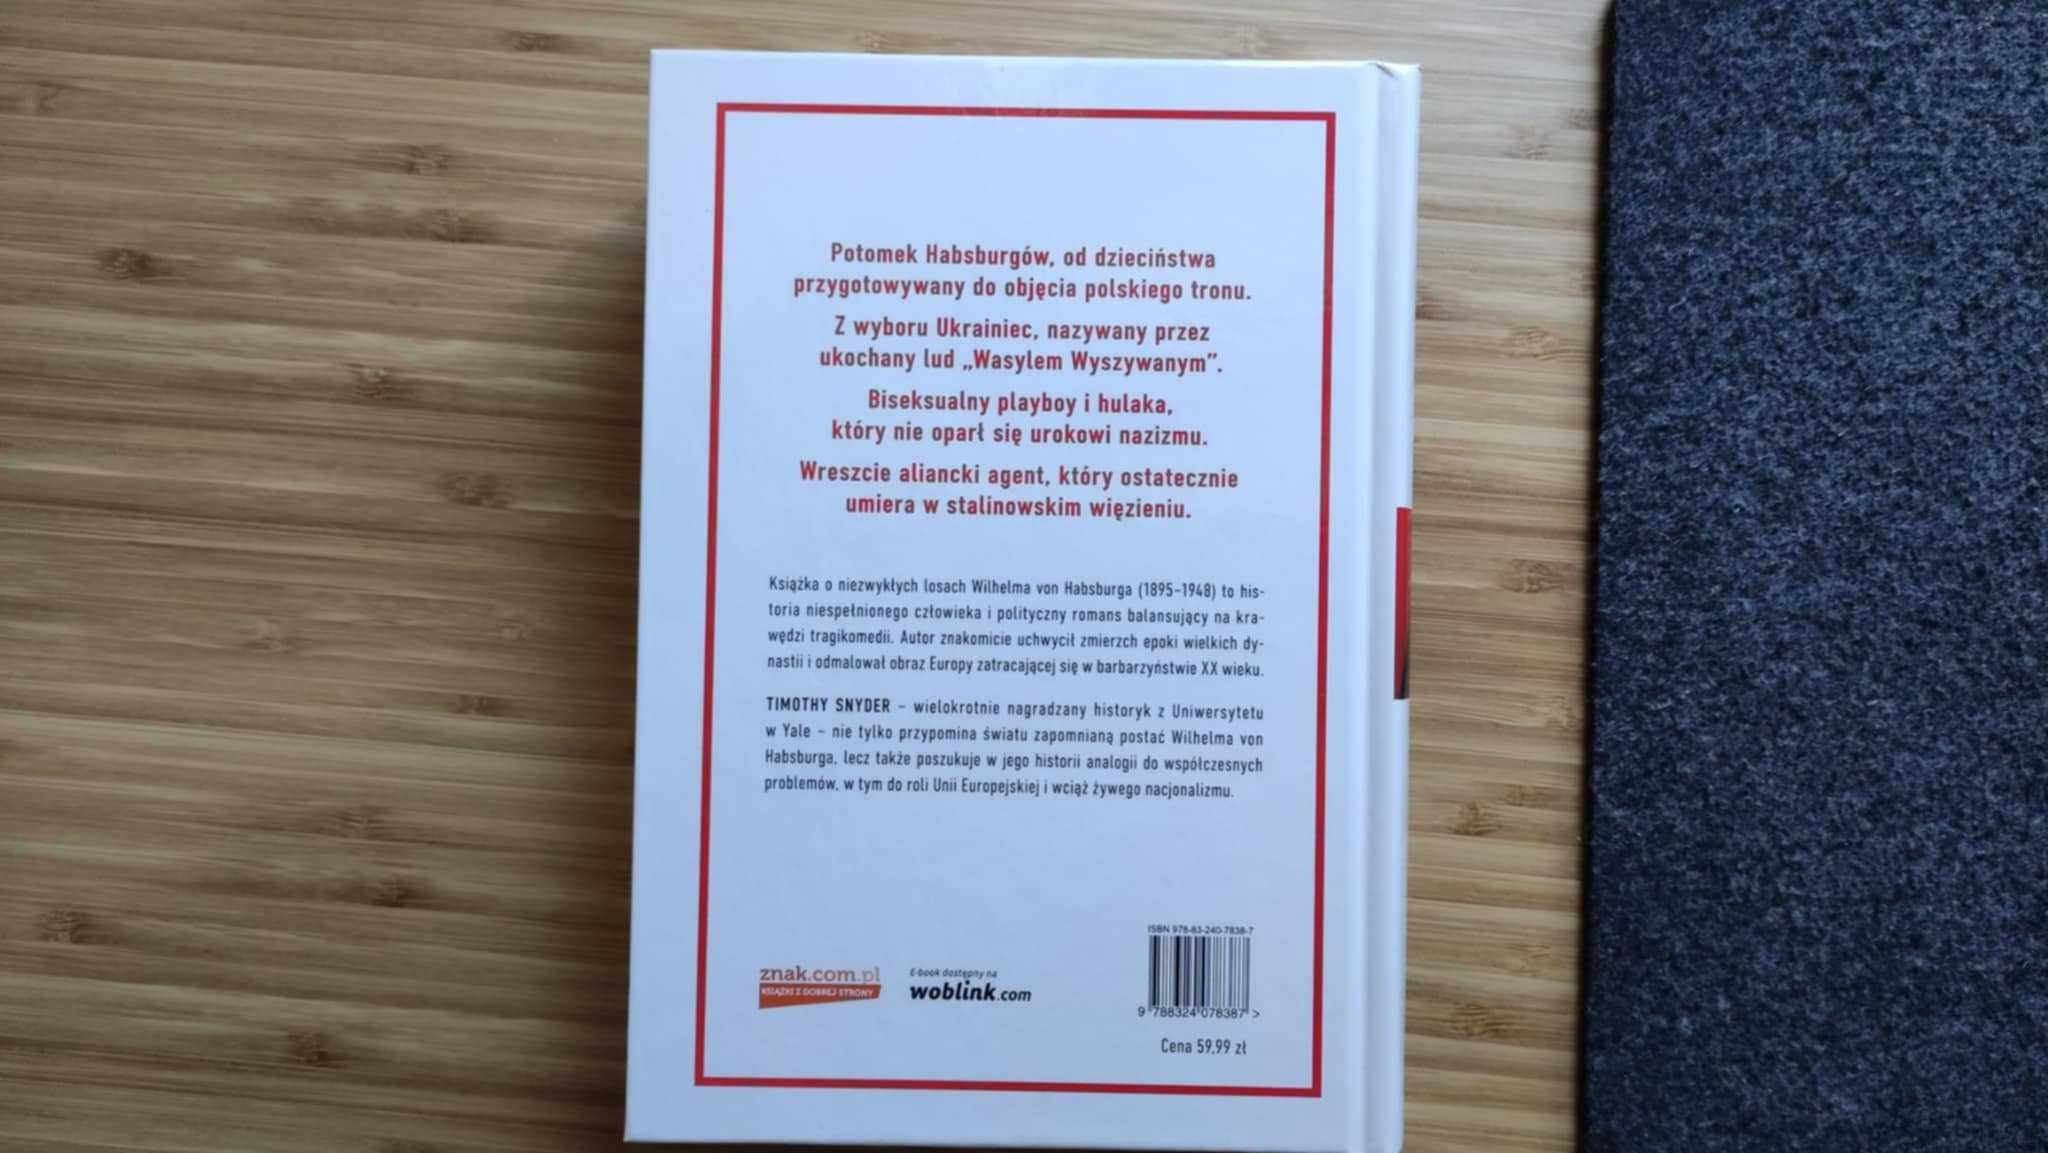 Potomek Habsburgów, od dzieciństwa
przygotowywany do objęcia polskiego tronu.
Z wyboru Ukrainiec, nazywany przez
ukochany lud „Wasylem Wyszywanym”.
Biseksualny playboy i hulaka,
który nie oparł się urokowi nazizmu.
Wreszcie aliancki agent, który ostatecznie
umiera w stalinowskim więzieniu.
Książka o niezwykłych losach Wilhelma von Habsburga (1895–1948) to his-
toria niespełnionego człowieka i polityczny romans balansujący na kra-
wędzi tragikomedii. Autor znakomicie uchwycił zmierzch epoki wielkich dy-
nastii i odmalował obraz Europy zatracającej się w barbarzyństwie XX wieku.
TIMOTHY SNYDER – wielokrotnie nagradzany historyk z Uniwersytetu
w Yale – nie tylko przypomina światu zapomnianą postać Wilhelma von
Habsburga, lecz także poszukuje w jego historii analogii do współczesnych
problemów, w tym do roli Unii Europejskiej i wciąż żywego nacjonalizmu.
znak.com.pl
KSIĄŻKI Z DOBREJ STRONY
E-book dostępny na
woblink.com
ISBN 978-83-240-7838-7
9 788324 078387 >
Cena 59,99 zł